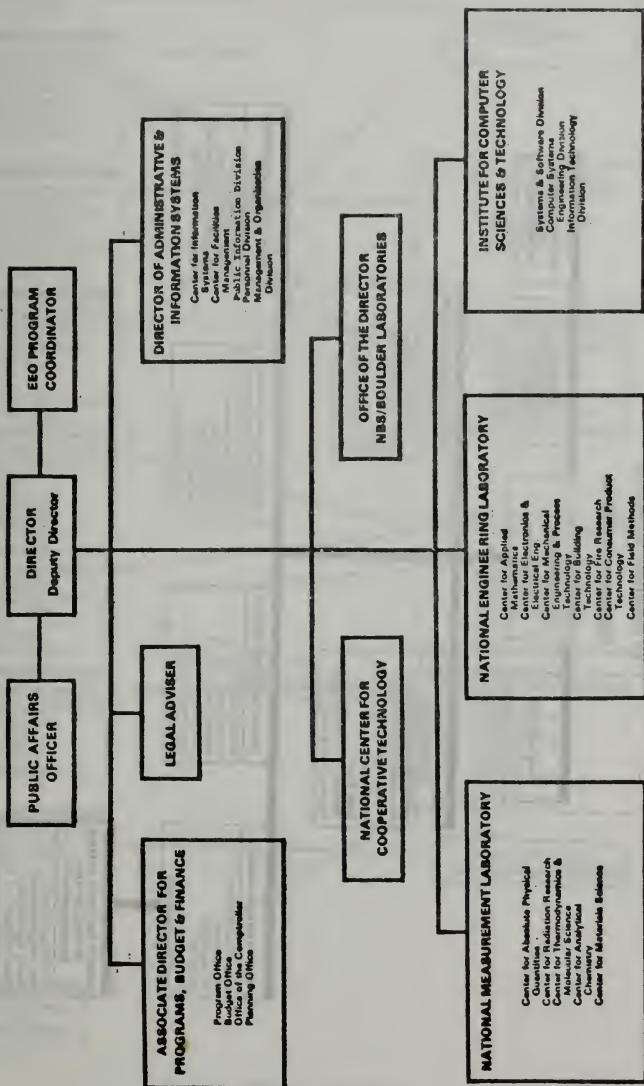 PUBLIC AFFAIRS
OFFICER
DIRECTOR
Deputy Director
EEO PROGRAM
COORDINATOR
ASSOCIATE DIRECTOR FOR
PROGRAMS, BUDGET & FINANCE
Program Office
Budget Office
Office of the Comptroller
Planning Office
LEGAL ADVISER
DIRECTOR OF ADMINISTRATIVE &
INFORMATION SYSTEMS
Center for Information
Systems
Center for Facilities
Management
Public Information Division
Personnel Division
Management & Organization
Division
NATIONAL CENTER FOR
COOPERATIVE TECHNOLOGY
OFFICE OF THE DIRECTOR
NBS/BOULDER LABORATORIES
NATIONAL MEASUREMENT LABORATORY
Center for Absolute Physical
Quantities
Center for Radiation Research
Center for Thermodynamics &
Molecular Science
Center for Analytical
Chemistry
Center for Materials Science
NATIONAL ENGINEERING LABORATORY
Center for Applied
Mathematics
Center for Electronics &
Electrical Eng.
Center for Mechanical
Engineering & Process
Technology
Center for Building
Technology
Center for Fire Research
Center for Consumer Product
Technology
Center for Field Methods
INSTITUTE FOR COMPUTER
SCIENCES & TECHNOLOGY
Systems & Software Division
Computer Systems
Engineering Division
Information Technology
Division